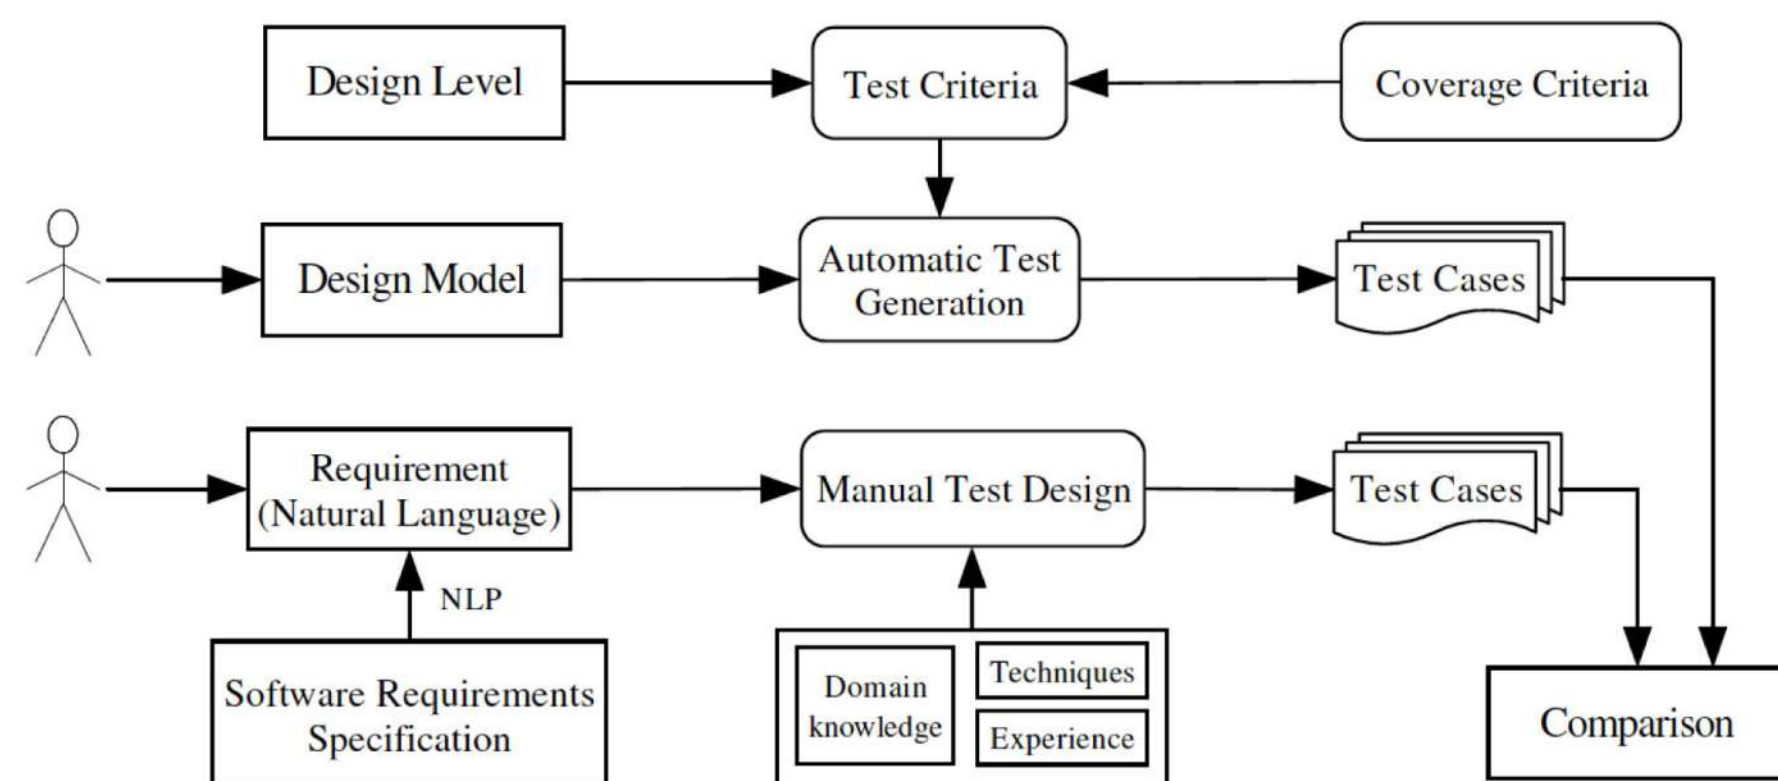 Design Level
Test Criteria
Coverage Criteria
Design Model
Automatic Test
Generation
Test Cases
Requirement
(Natural Language)
Manual Test Design
Test Cases
NLP
Software Requirements
Specification
Domain
knowledge
Techniques
Experience
Comparison